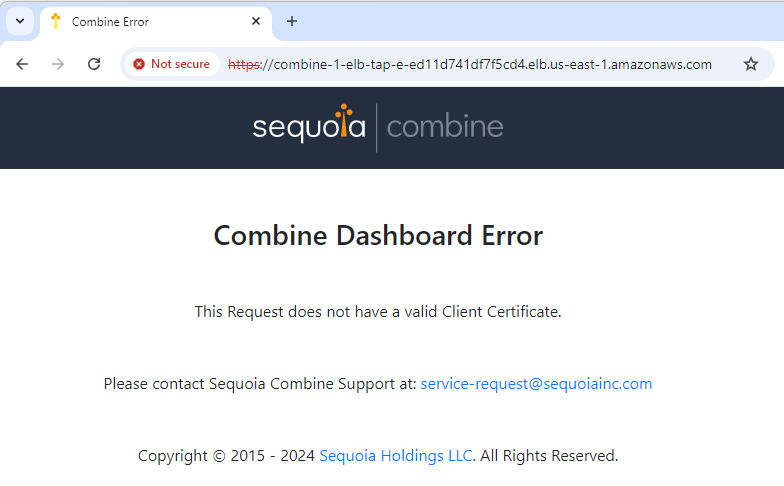 Combine Error
Not secure
https://combine-1-elb-tap-e-ed11d741df7f5cd4.elb.us-east-1.amazonaws.com
sequoia combine
Combine Dashboard Error
This Request does not have a valid Client Certificate.
Please contact Sequoia Combine Support at: service-request@sequoiainc.com
Copyright © 2015 - 2024 Sequoia Holdings LLC. All Rights Reserved.